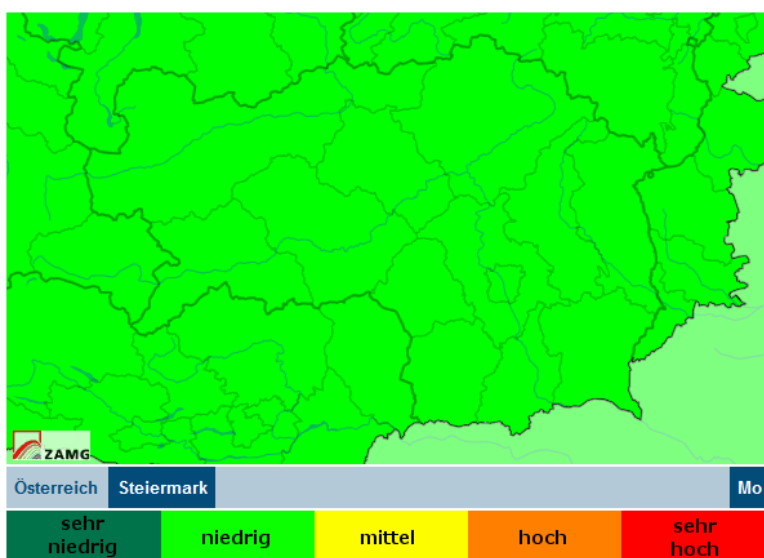 ZAMG
Österreich Steiermark Mo
sehr niedrig niedrig mittel hoch sehr hoch